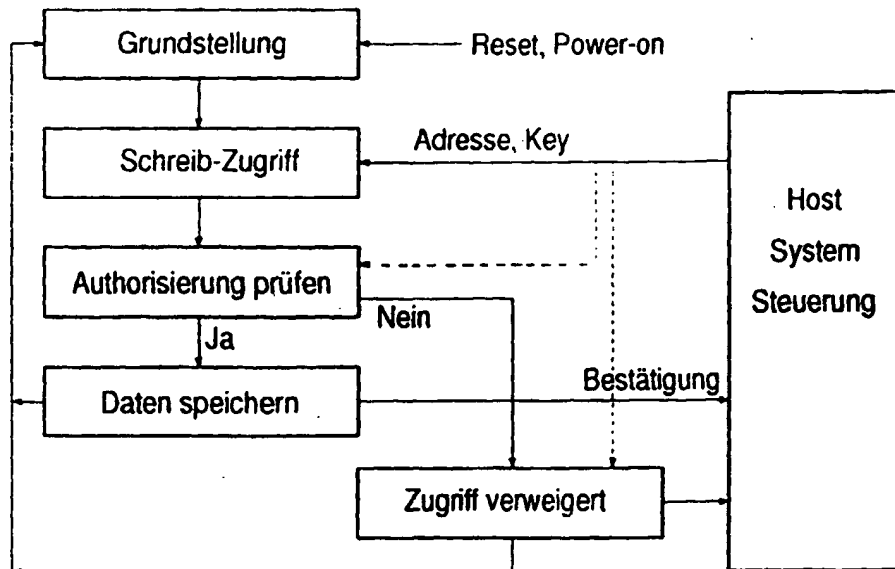 Grundstellung
Reset, Power-on
Schreib-Zugriff
Adresse, Key
Host
System
Steuerung
Authorisierung prüfen
Nein
Ja
Daten speichern
Bestätigung
Zugriff verweigert